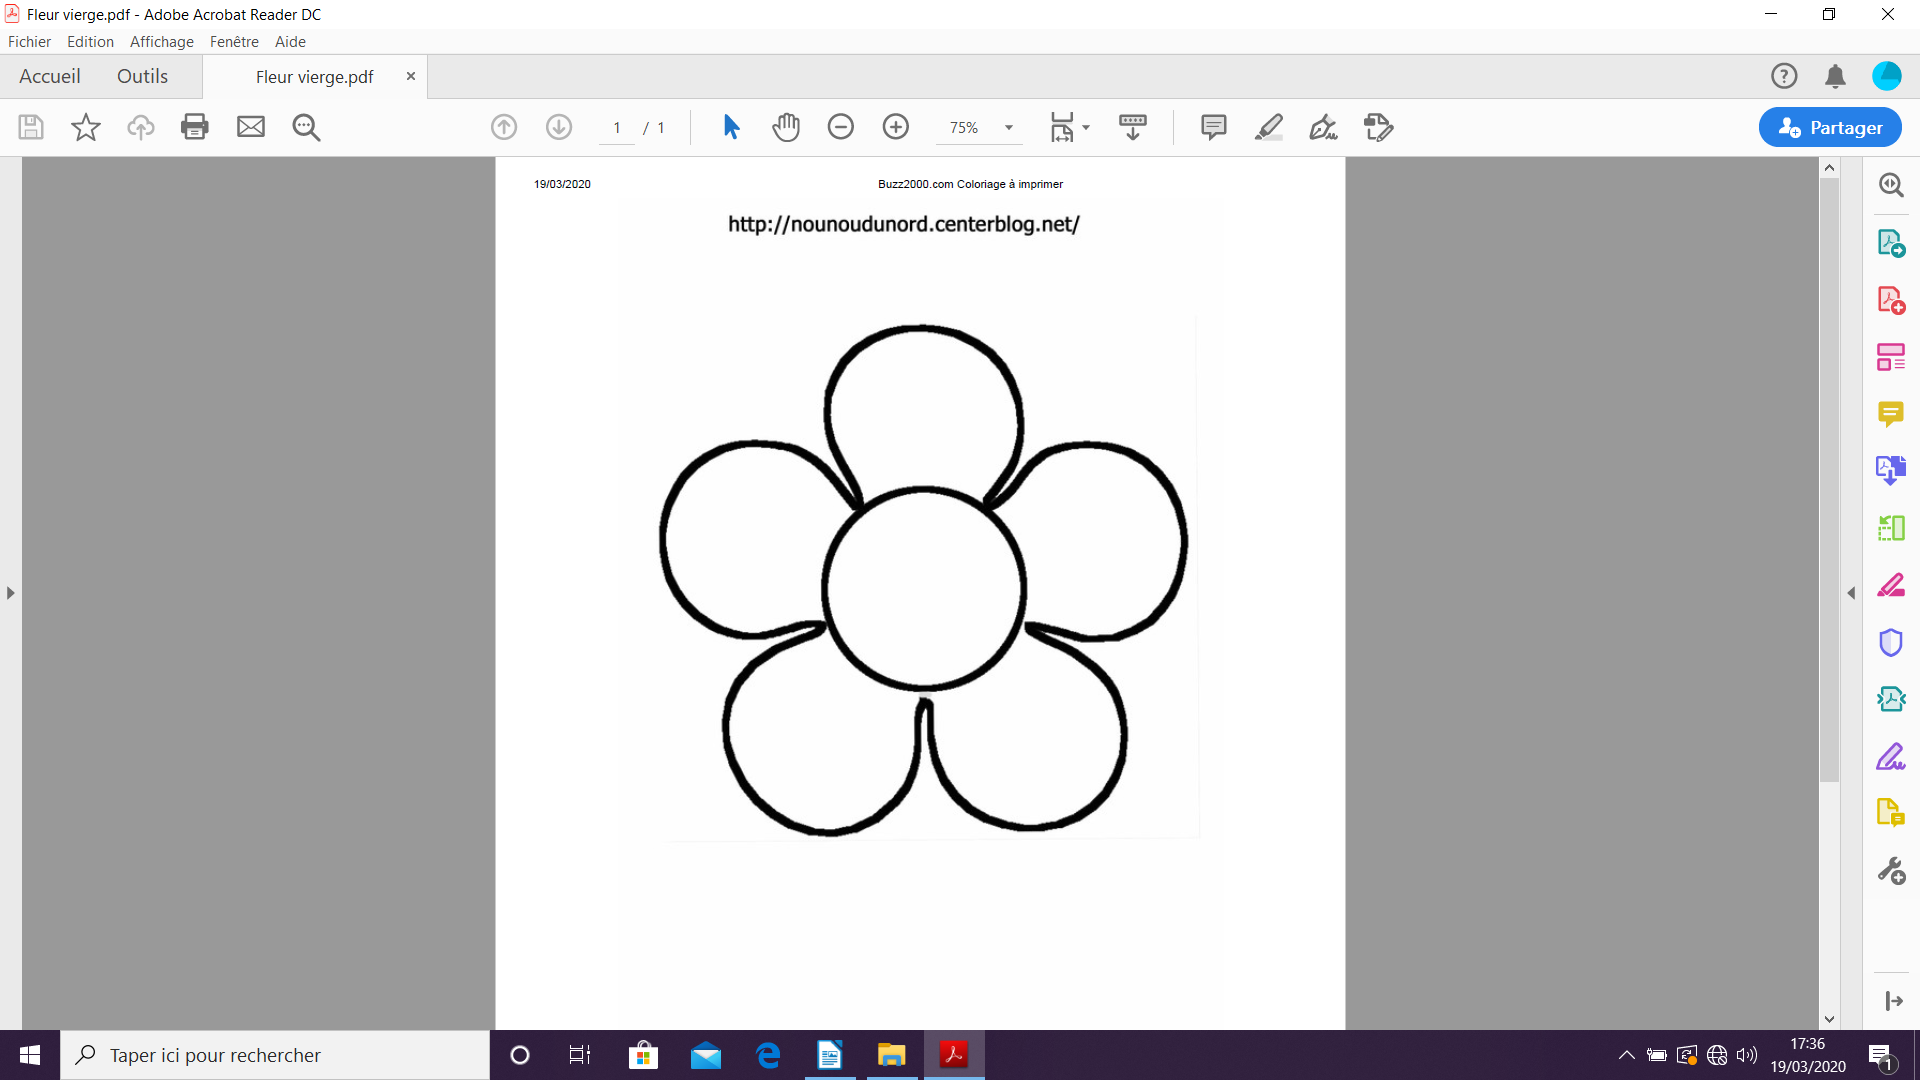 Fleur vierge.pdf - Adobe Acrobat Reader DC
Fichier Edition Affichage Fenêtre Aide
Accueil Outils Fleur vierge.pdf
1 / 1 75% Partager
19/03/2020 Buzz2000.com Coloriage à imprimer
http://nounoudunord.centerblog.net/
Taper ici pour rechercher
17:36
19/03/2020
1